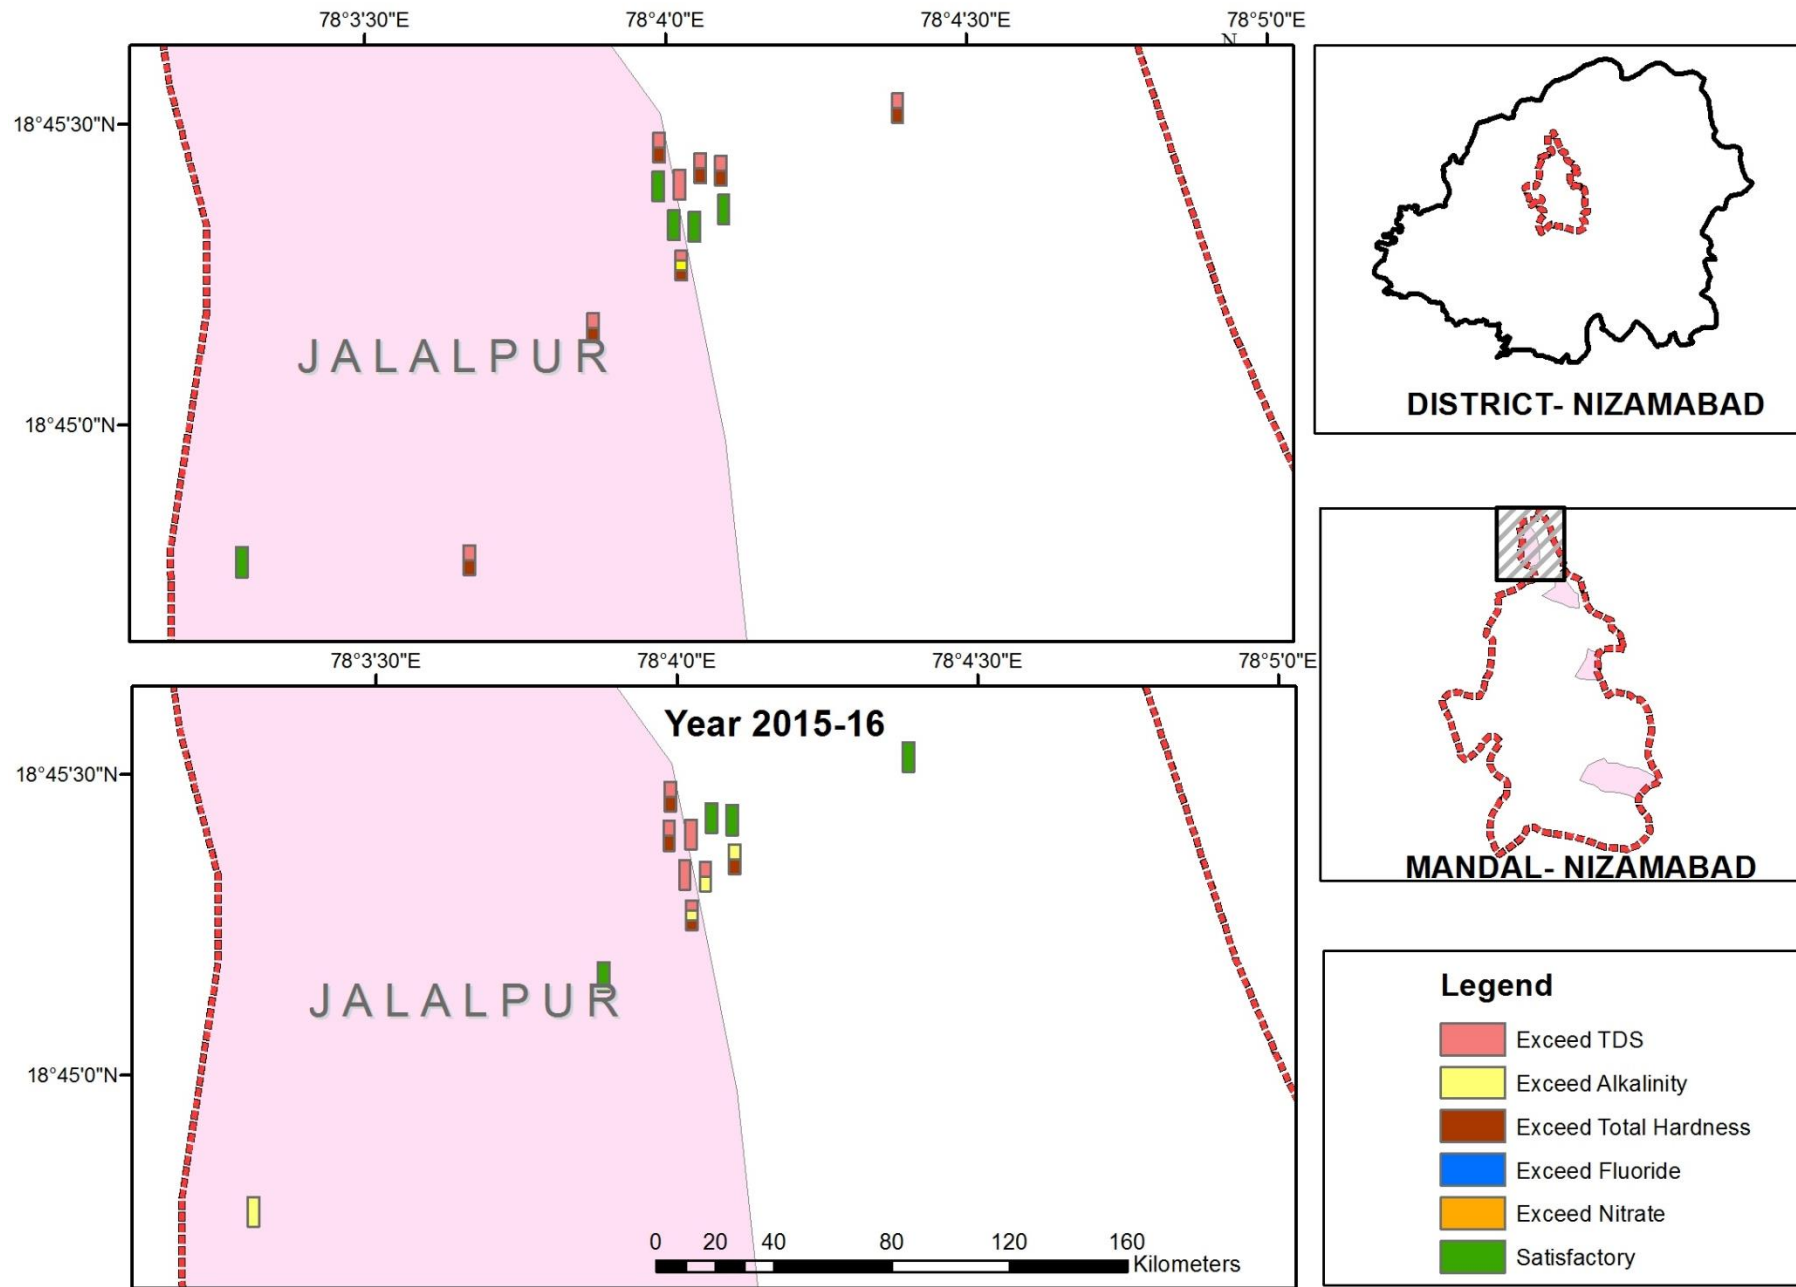 78°3'30"E 78°4'0"E 78°4'30"E 78°5'0"E
N
18°45'30"N
JALALPUR
18°45'0"N
DISTRICT- NIZAMABAD
78°3'30"E 78°4'0"E 78°4'30"E 78°5'0"E
Year 2015-16
18°45'30"N
JALALPUR
18°45'0"N
0 20 40 80 120 160
Kilometers
MANDAL- NIZAMABAD
Legend
Exceed TDS
Exceed Alkalinity
Exceed Total Hardness
Exceed Fluoride
Exceed Nitrate
Satisfactory